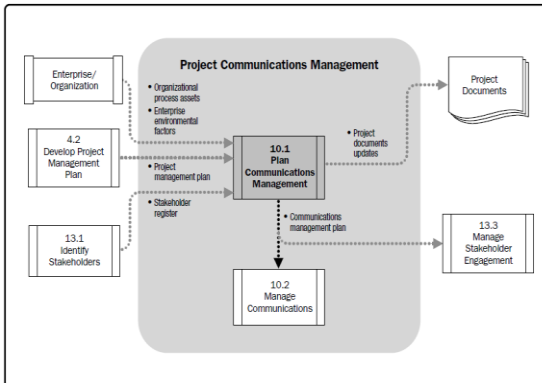 Project Communications Management
Enterprise/
Organization
• Organizational
process assets
• Enterprise
environmental
factors
Project
Documents
4.2
Develop Project
Management
Plan
• Project
management plan
10.1
Plan
Communications
Management
• Project
documents
updates
13.1
Identify
Stakeholders
• Stakeholder
register
• Communications
management plan
13.3
Manage
Stakeholder
Engagement
10.2
Manage
Communications